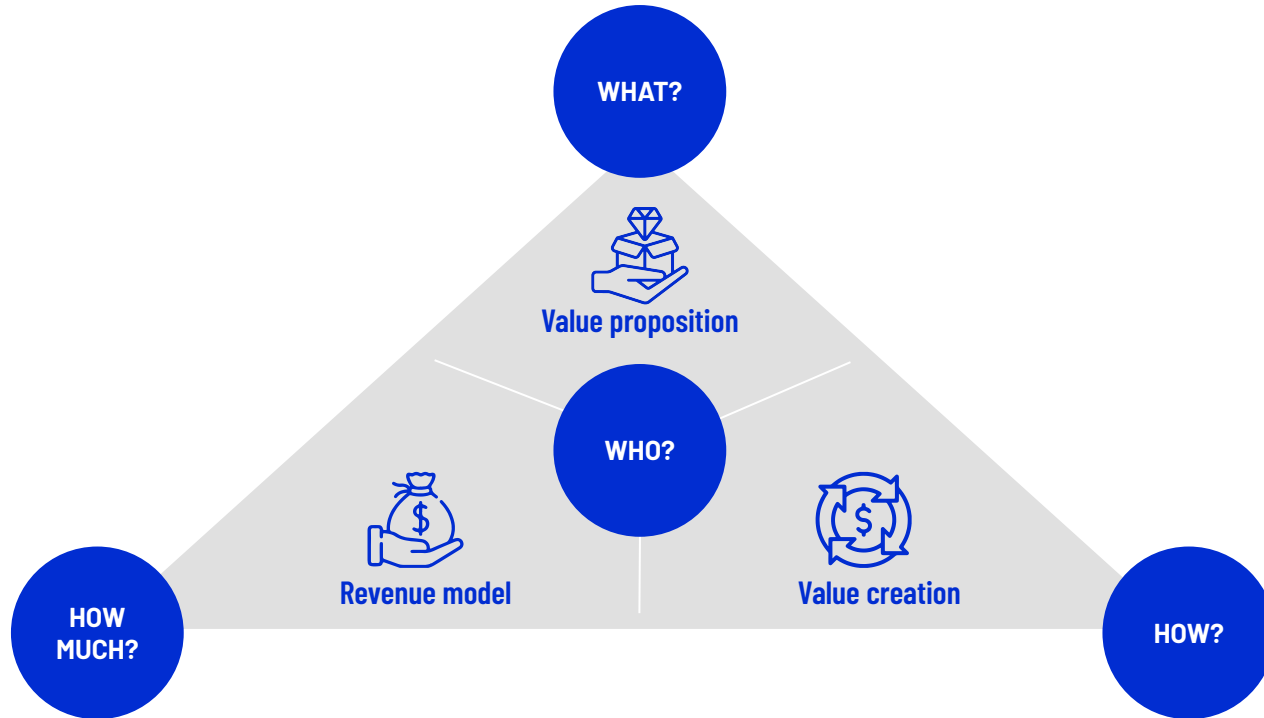 WHAT?
Value proposition
WHO?
$
$
Revenue model
Value creation
HOW
MUCH?
HOW?